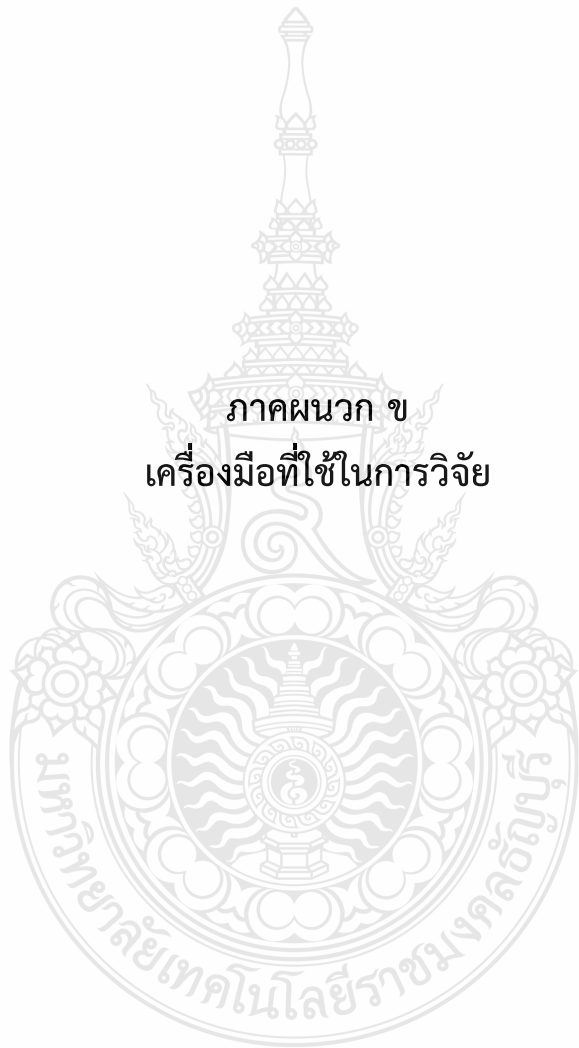 ภาคผนวก ข
เครื่องมือที่ใช้ในการวิจัย
มหาวิทยาลัยเทคโนโลยีราชมงคลธัญบุรี